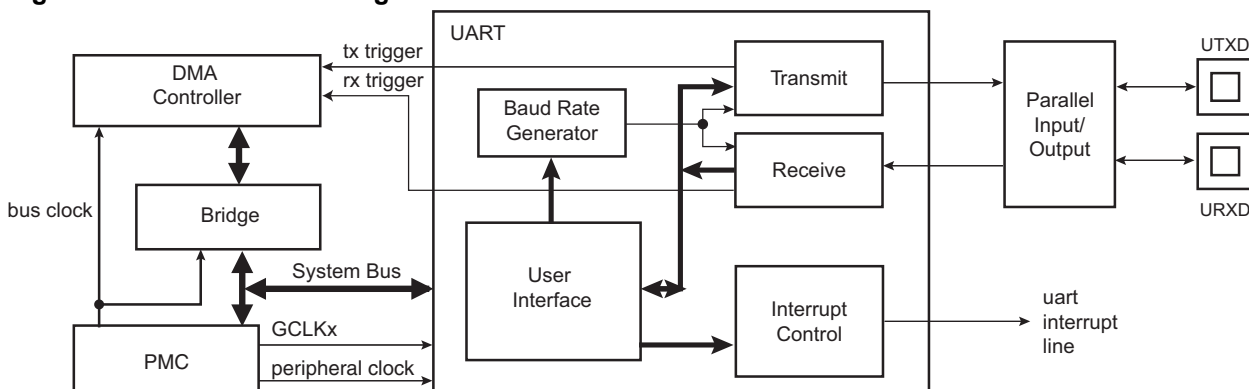 UART
UTXD
tx trigger
DMA
Controller
rx trigger
Transmit
Baud Rate
Generator
Parallel
Input/
Output
Receive
bus clock
Bridge
URXD
System Bus
User
Interface
Interrupt
Control
uart
interrupt
line
GCLKx
PMC
peripheral clock